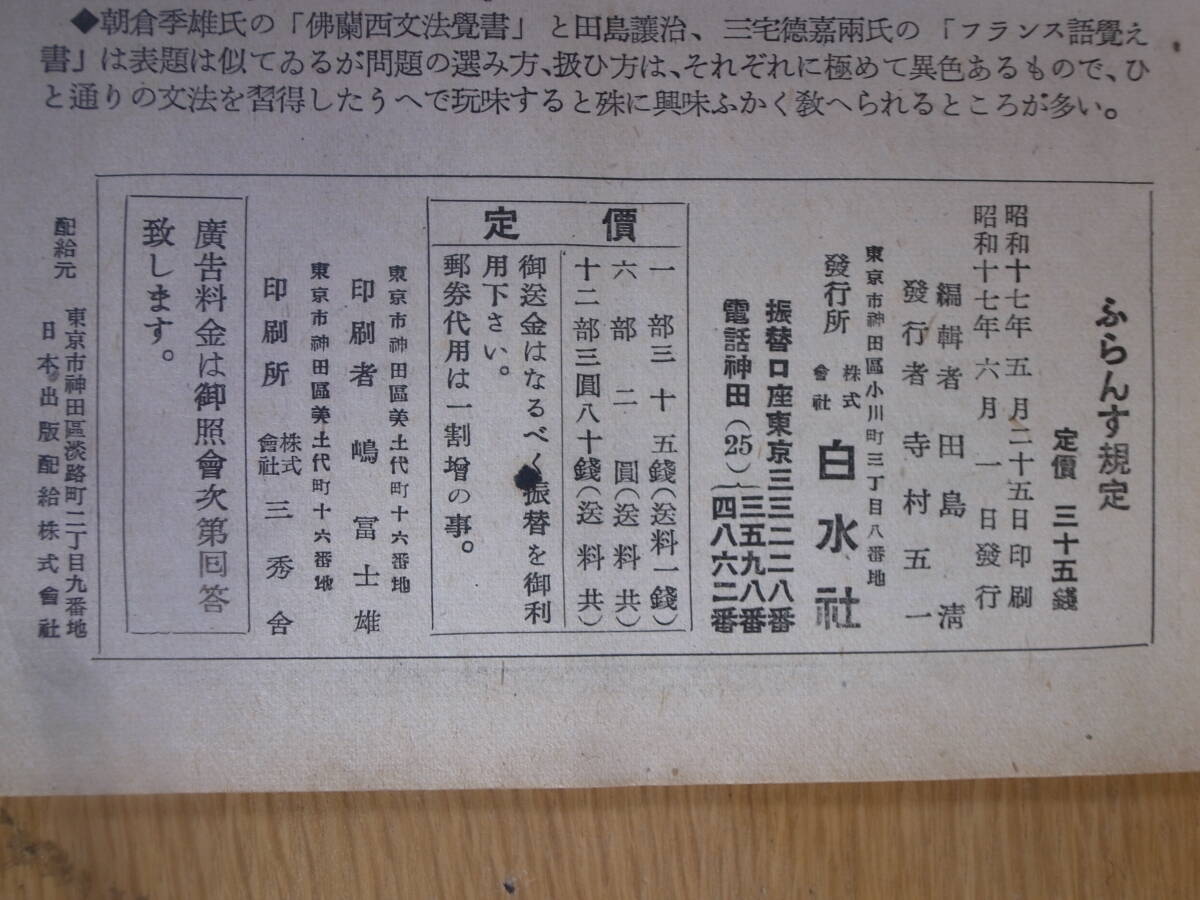 ◆朝倉季雄氏の「佛蘭西文法覺書」と田島讓治、三宅德嘉兩氏の「フランス語覺え
書」は表題は似てゐるが問題の選み方、扱ひ方は、それぞれに極めて異色あるもので、ひ
と通りの文法を習得したうへで玩味すると殊に興味ふかく敎へられるところが多い。
ふらんす規定
定價 三十五錢
昭和十七年 五月二十五日印刷
昭和十七年 六月 一日發行
編輯者 田島淸
發行者 寺村五一
東京市神田區小川町三丁目八番地
發行所 株式會社 白水社
振替口座東京三三二二八番
電話神田(25){三五九八番
四八六二番
定價
一部三十五錢(送料一錢)
六部二圓(送料共)
十二部三圓八十錢(送料共)
御送金はなるべく振替を御利
用下さい。
郵券代用は一割增の事。
東京市神田區美土代町十六番地
印刷者 嶋富士雄
東京市神田區美土代町十六番地
印刷所 株式會社 三秀舍
廣告料金は御照會次第回答
致します。
配給元 東京市神田區淡路町二丁目九番地
日本出版配給株式會社